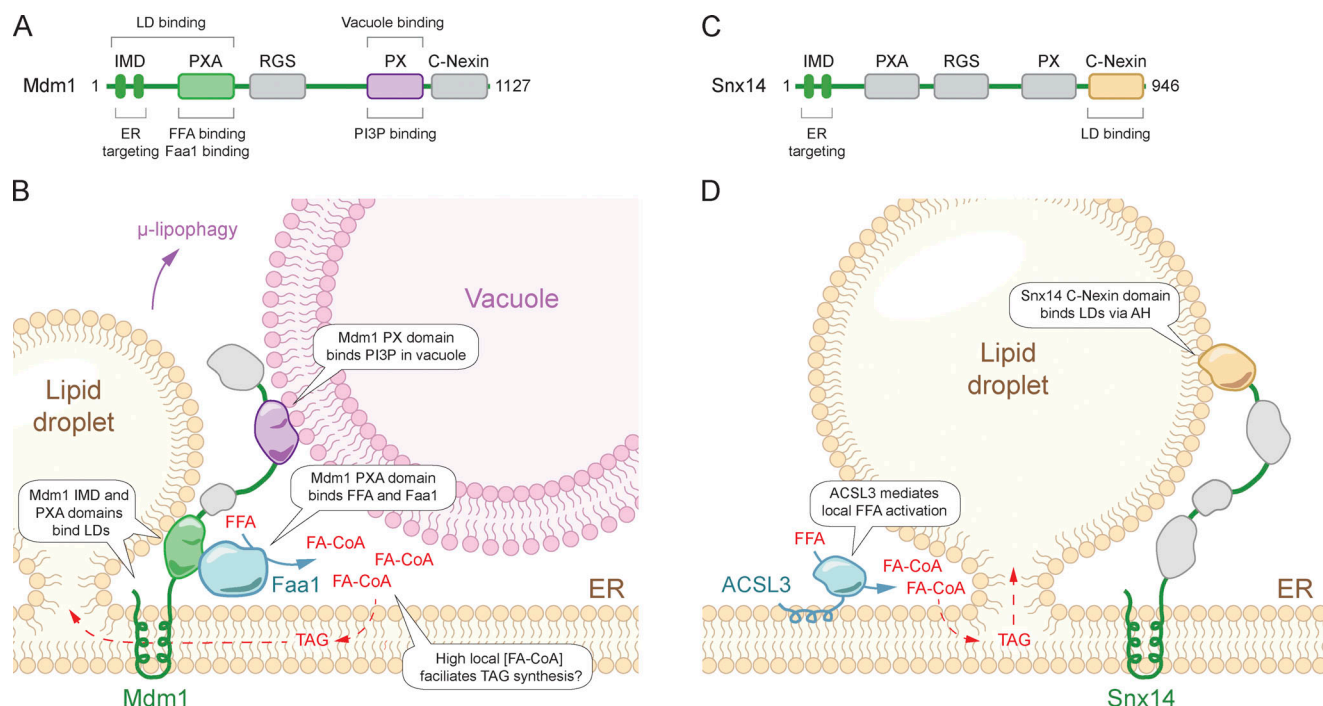 A
LD binding
Vacuole binding
IMD
PXA
RGS
PX
C-Nexin
Mdm1
1
1127
ER
targeting
FFA binding
Faa1 binding
PI3P binding
C
IMD
PXA
RGS
PX
C-Nexin
Snx14
1
946
ER
targeting
LD binding
B
μ-lipophagy
Vacuole
Mdm1 PX domain
binds PI3P in vacuole
Lipid
droplet
Mdm1 PXA domain
binds FFA and Faa1
Mdm1 IMD and
PXA domains
bind LDs
FFA
FA-CoA
FA-CoA
FA-CoA
Faa1
ER
TAG
High local [FA-CoA]
faciliates TAG synthesis?
Mdm1
D
Snx14 C-Nexin domain
binds LDs via AH
Lipid
droplet
ACSL3 mediates
local FFA activation
FFA
FA-CoA
FA-CoA
ACSL3
ER
TAG
Snx14